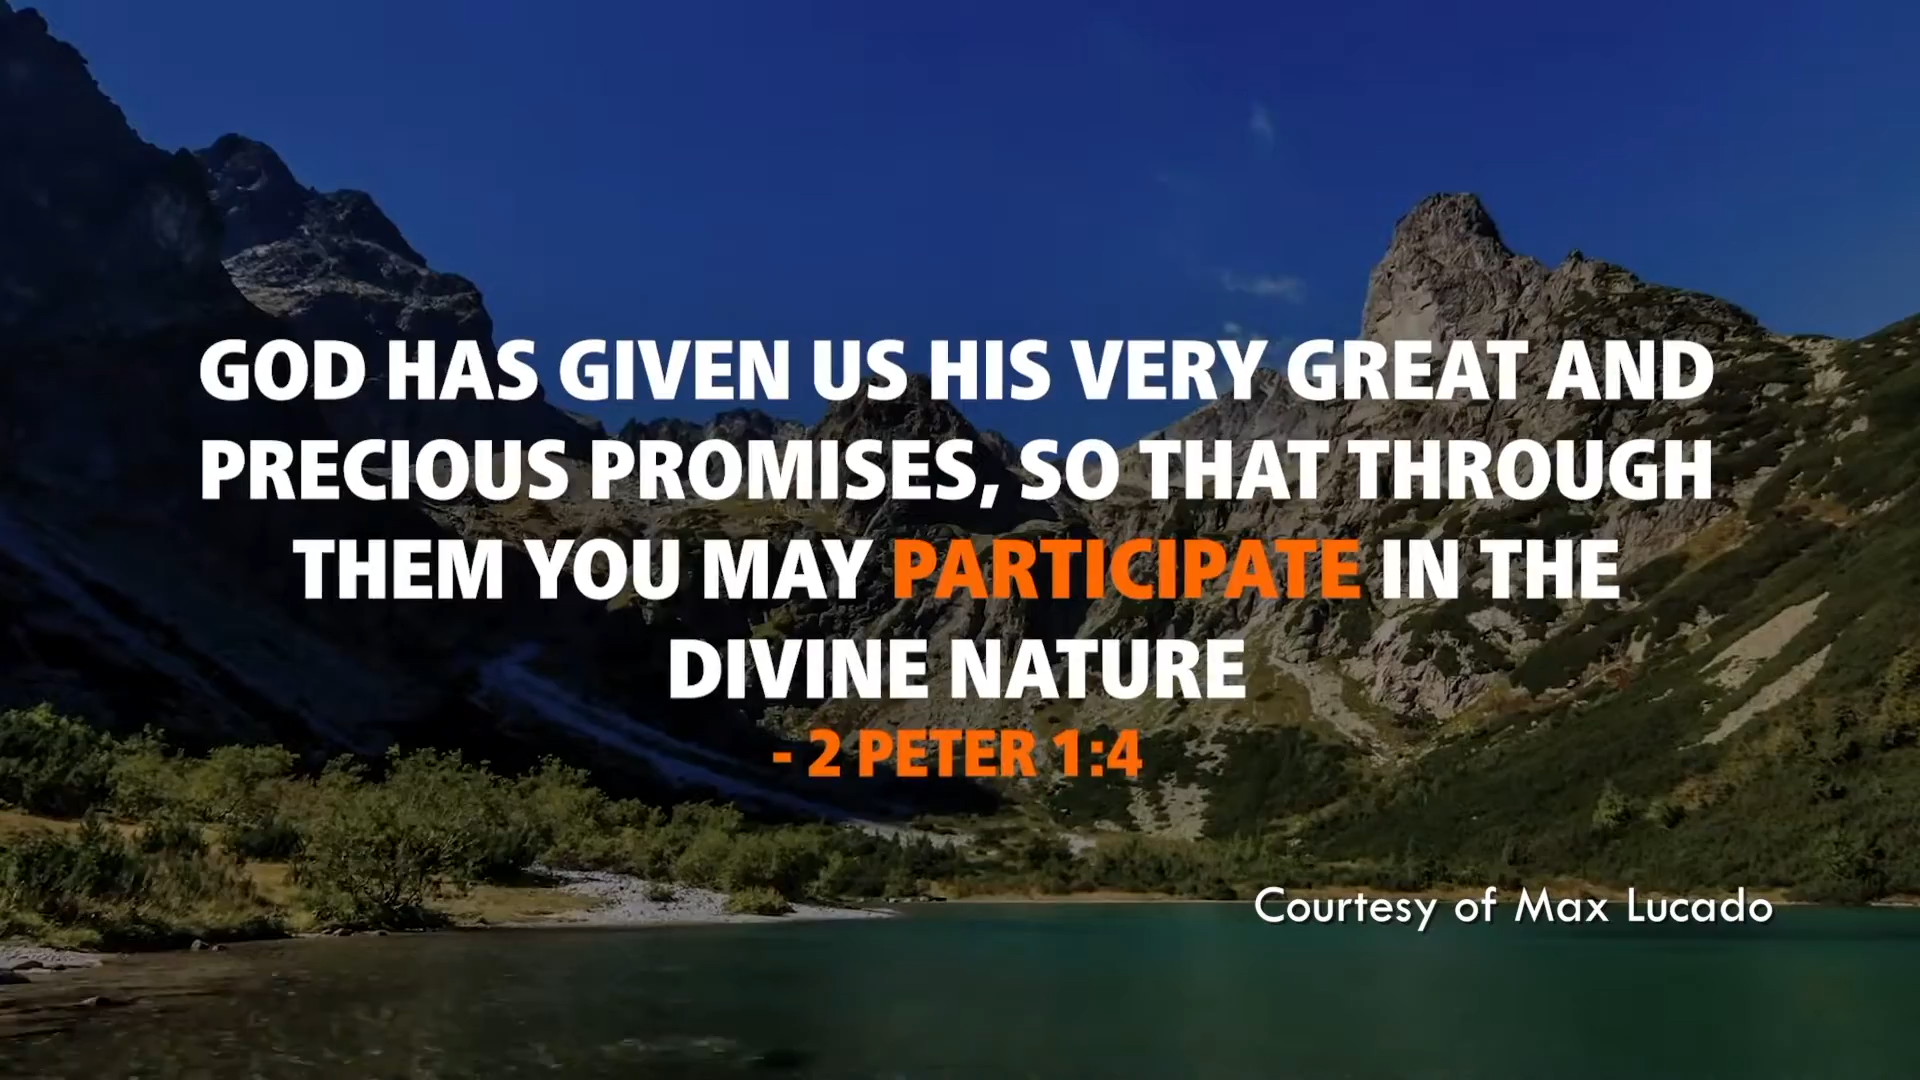 GOD HAS GIVEN US HIS VERY GREAT AND
PRECIOUS PROMISES, SO THAT THROUGH
THEM YOU MAY PARTICIPATE IN THE
DIVINE NATURE
- 2 PETER 1:4
Courtesy of Max Lucado